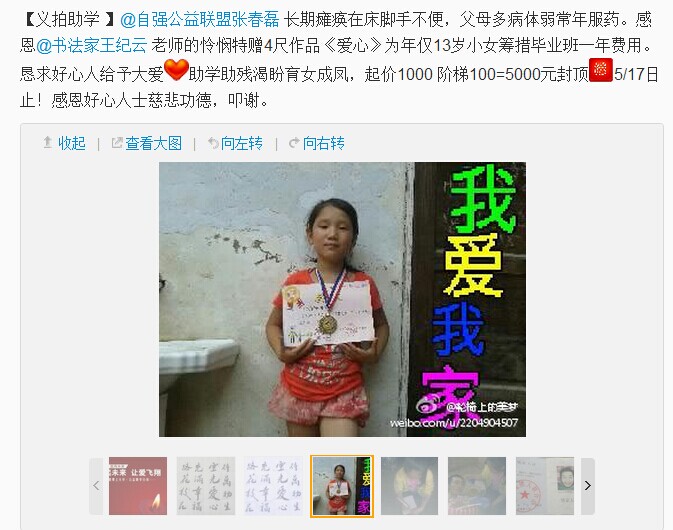 【义拍助学 】@自强公益联盟张春磊 长期瘫痪在床脚手不便，父母多病体弱常年服药。感
恩@书法家王纪云 老师的怜悯特赠4尺作品《爱心》为年仅13岁小女筹措毕业班一年费用。
恳求好心人给予大爱助学助残渴盼育女成凤，起价1000 阶梯100=5000元封顶5/17日
止！感恩好心人士慈悲功德，叩谢。
收起 | 查看大图 | 向左转 | 向右转
我
爱
我
家
@轮椅上的美梦
weibo.com/u/2204904507
未来 让爱飞翔